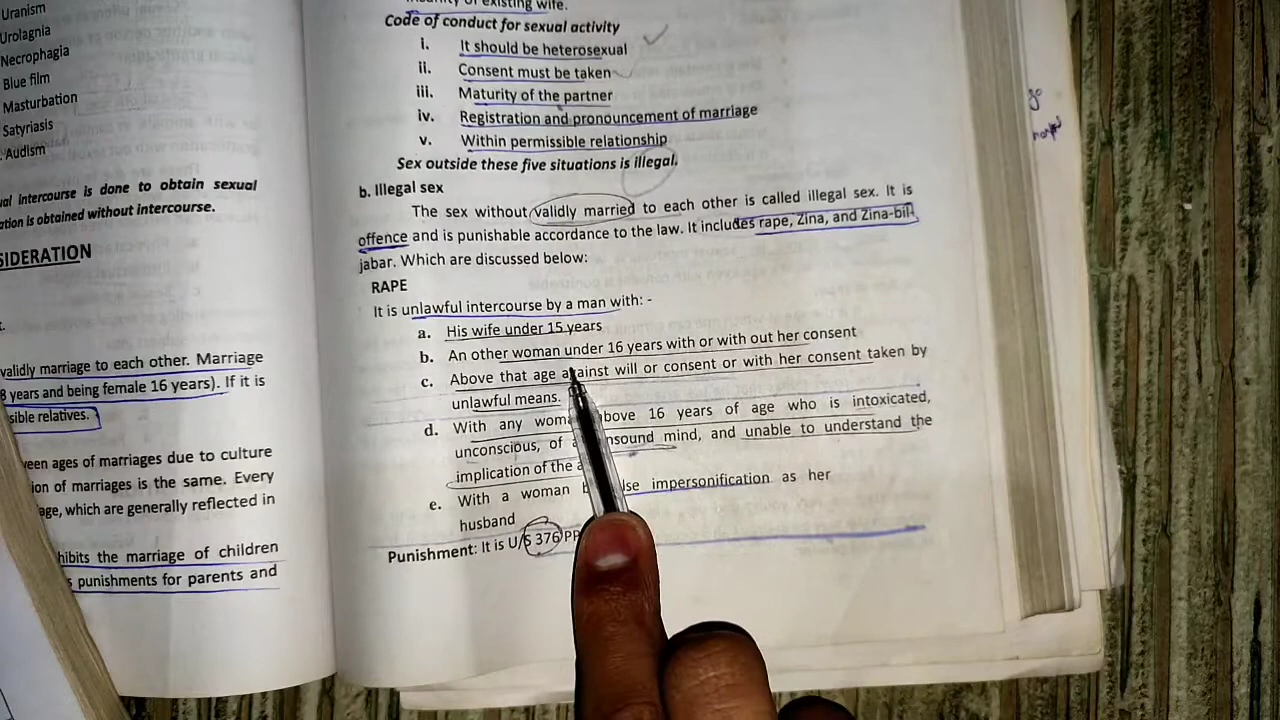 Uranism
Urolagnia
Necrophagia
Blue film
Masturbation
Satyriasis
Audism
ual intercourse is done to obtain sexual
ation is obtained without intercourse.
SIDERATION
t.
validly marriage to each other. Marriage
8 years and being female 16 years). If it is
sible relatives.
een ages of marriages due to culture
ion of marriages is the same. Every
age, which are generally reflected in
hibits the marriage of children
s punishments for parents and
of existing wife.
Code of conduct for sexual activity
i. It should be heterosexual
ii. Consent must be taken
iii. Maturity of the partner
iv. Registration and pronouncement of marriage
v. Within permissible relationship
Sex outside these five situations is illegal.
b. Illegal sex
The sex without validly married to each other is called illegal sex. It is
offence and is punishable accordance to the law. It includes rape, Zina, and Zina-bil-
jabar. Which are discussed below:
RAPE
It is unlawful intercourse by a man with: -
a. His wife under 15 years
b. An other woman under 16 years with or with out her consent
c. Above that age against will or consent or with her consent taken by
unlawful means.
d. With any wom above 16 years of age who is intoxicated,
unconscious, of a nsound mind, and unable to understand the
implication of the a
e. With a woman b lse impersonification as her
husband
Punishment: It is U/S 376 PP